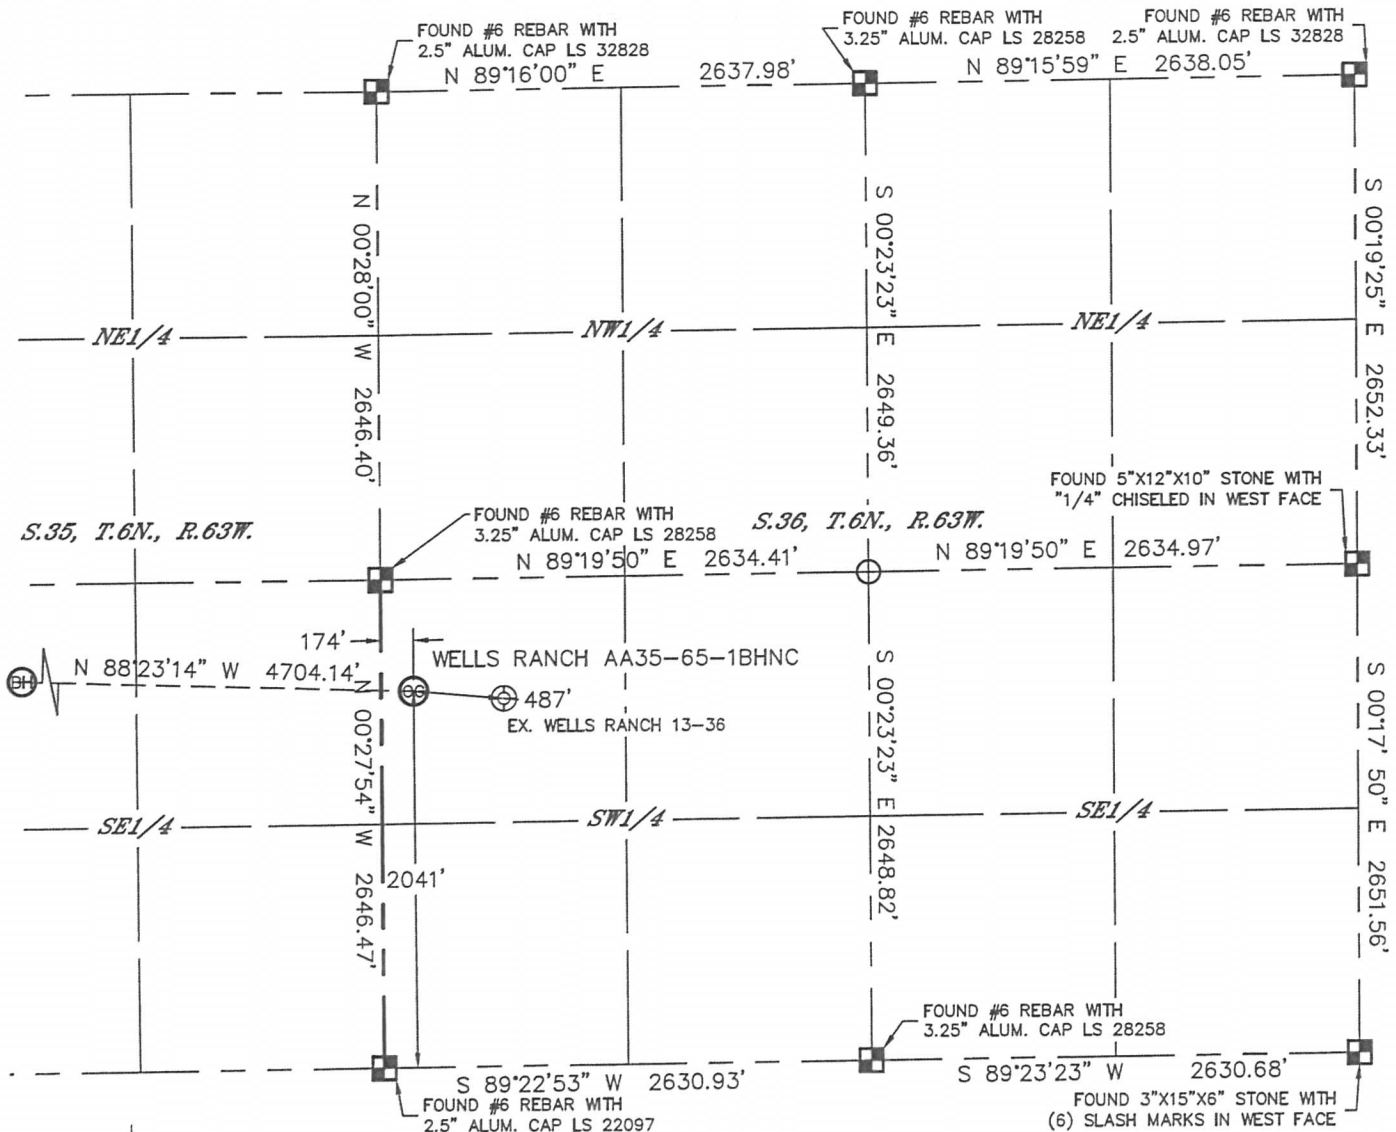 FOUND #6 REBAR WITH
2.5" ALUM. CAP LS 32828
FOUND #6 REBAR WITH
3.25" ALUM. CAP LS 28258
FOUND #6 REBAR WITH
2.5" ALUM. CAP LS 32828
N 89°16'00" E 2637.98'
N 89°15'59" E 2638.05'
N 00°28'00" W 2646.40'
S 00°23'23" E 2649.36'
S 00°19'25" E 2652.33'
NE1/4
NW1/4
NE1/4
FOUND 5"X12"X10" STONE WITH
"1/4" CHISELED IN WEST FACE
S.35, T.6N., R.63W.
FOUND #6 REBAR WITH
3.25" ALUM. CAP LS 28258
S.36, T.6N., R.63W.
N 89°19'50" E 2634.41'
N 89°19'50" E 2634.97'
174'
WELLS RANCH AA35-65-1BHNC
BH
N 88°23'14" W 4704.14'
487'
EX. WELLS RANCH 13-36
N 00°27'54" W 2646.47'
S 00°23'23" E 2648.82'
S 00°17' 50" E 2651.56'
SE1/4
SW1/4
SE1/4
2041'
FOUND #6 REBAR WITH
3.25" ALUM. CAP LS 28258
S 89°22'53" W 2630.93'
S 89°23'23" W 2630.68'
FOUND #6 REBAR WITH
2.5" ALUM. CAP LS 22097
FOUND 3"X15"X6" STONE WITH
(6) SLASH MARKS IN WEST FACE